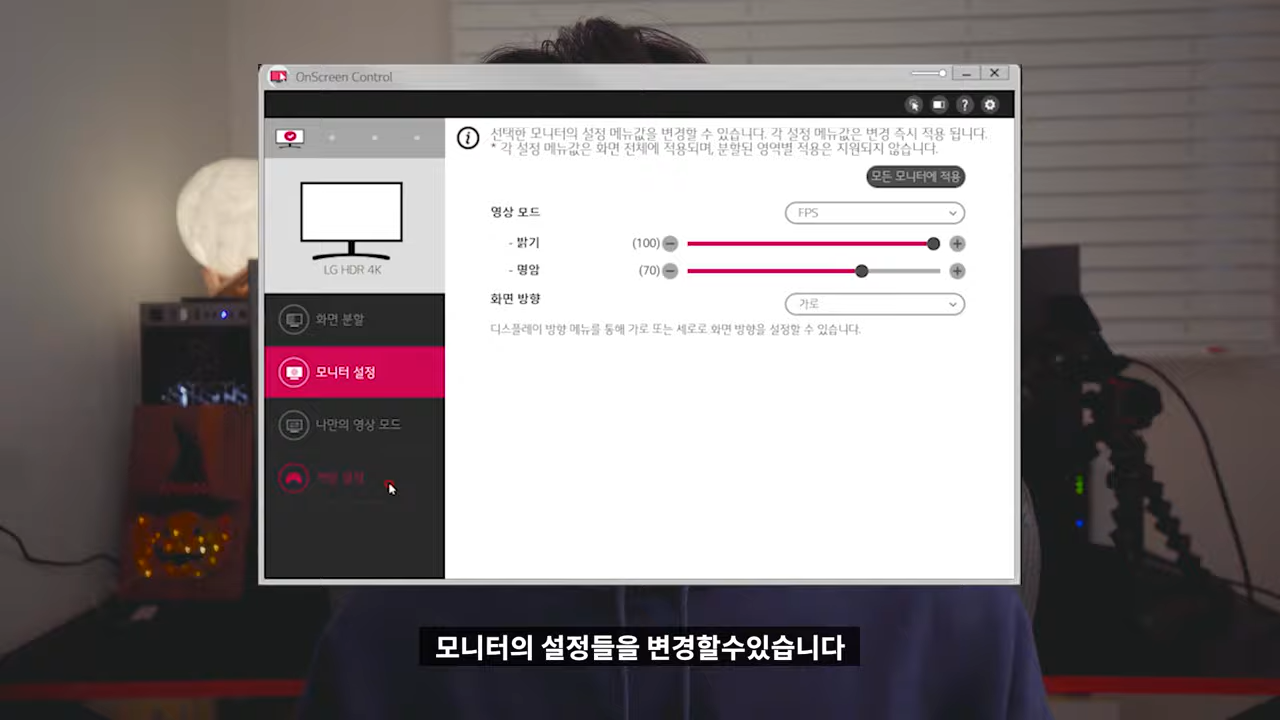 OnScreen Control
선택한 모니터의 설정 메뉴값을 변경할 수 있습니다. 각 설정 메뉴값은 변경 즉시 적용 됩니다.
* 각 설정 메뉴값은 화면 전체에 적용되며, 분할된 영역별 적용은 지원되지 않습니다.
모든 모니터에 적용
영상 모드
FPS
- 밝기
(100)
- 명암
(70)
화면 방향
가로
디스플레이 방향 메뉴를 통해 가로 또는 세로로 화면 방향을 설정할 수 있습니다.
LG HDR 4K
화면 분할
모니터 설정
나만의 영상 모드
모니터의 설정들을 변경할수있습니다